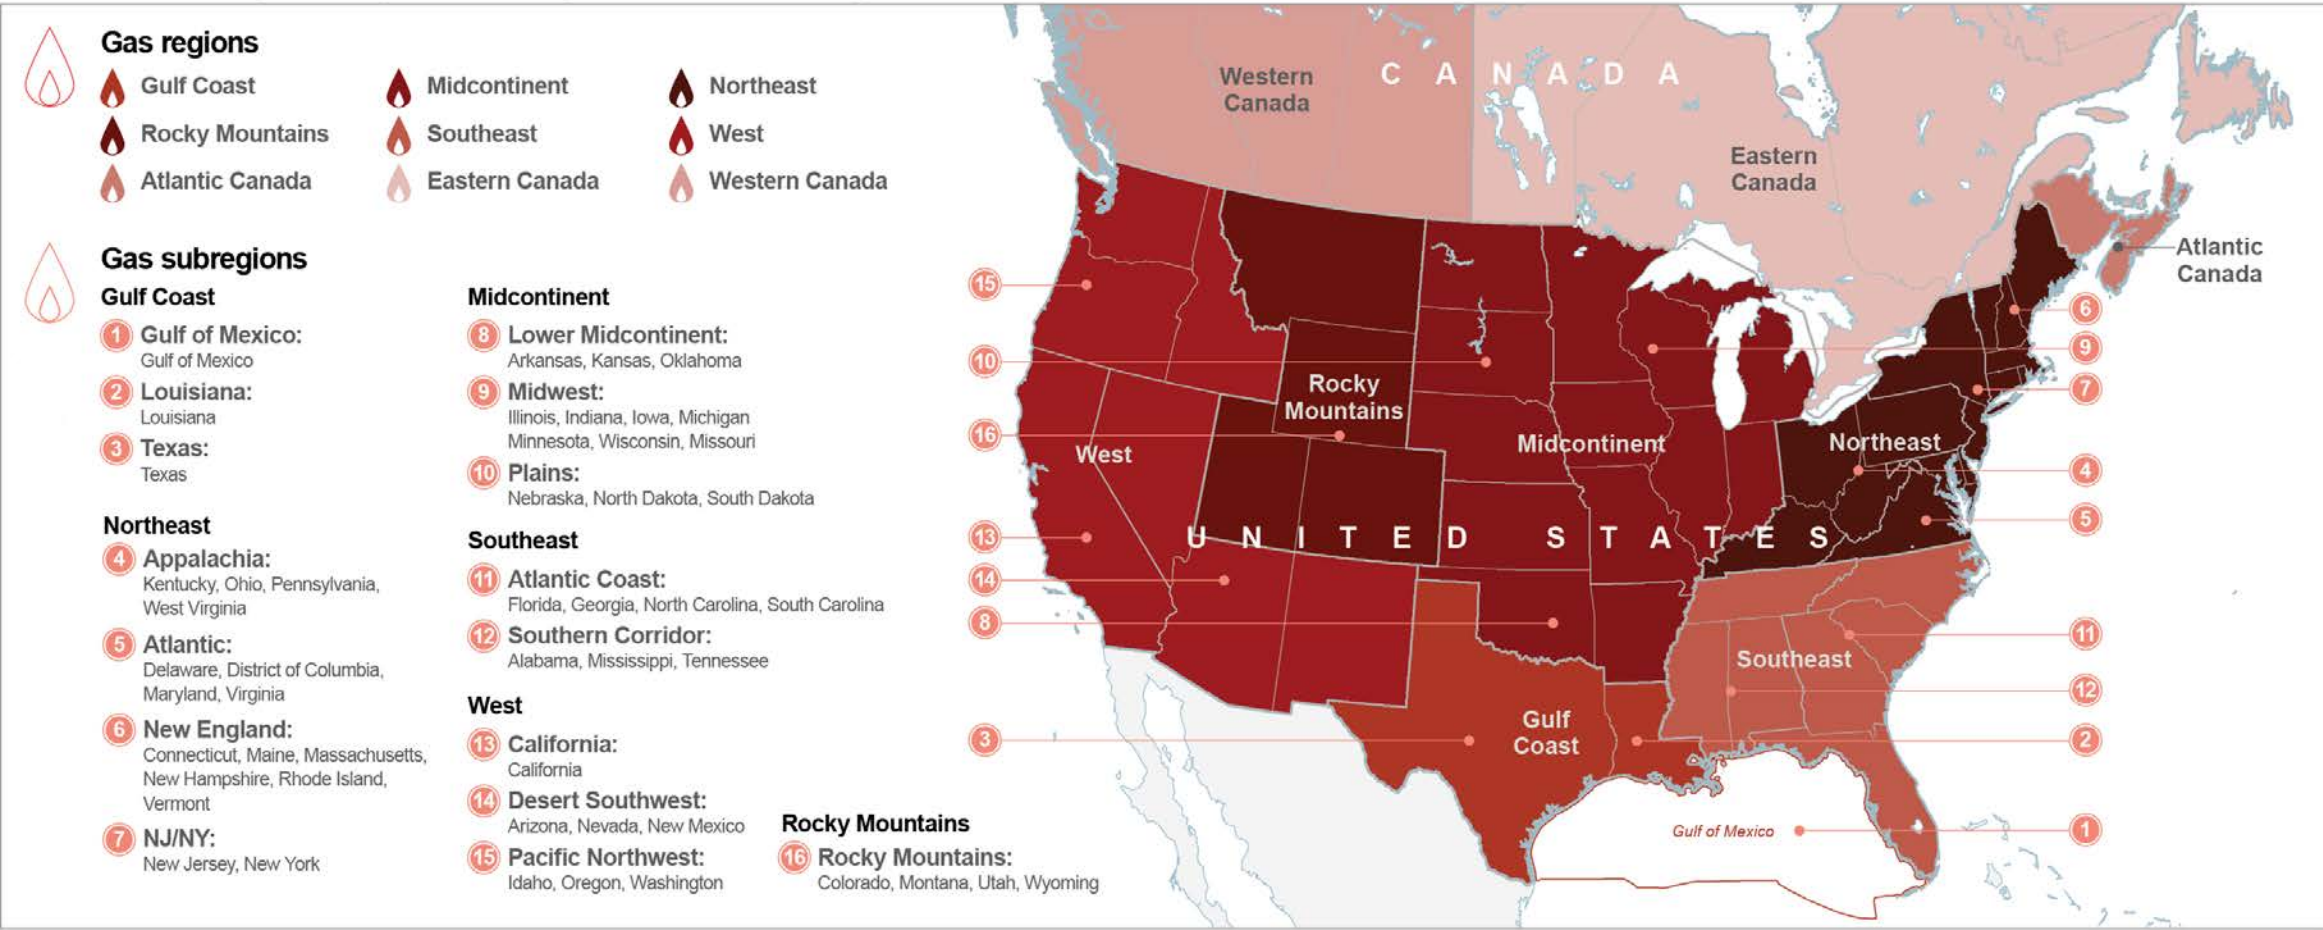 Gas regions
Gulf Coast
Midcontinent
Northeast
Rocky Mountains
Southeast
West
Atlantic Canada
Eastern Canada
Western Canada
Gas subregions
Gulf Coast
1 Gulf of Mexico:
Gulf of Mexico
2 Louisiana:
Louisiana
3 Texas:
Texas
Northeast
4 Appalachia:
Kentucky, Ohio, Pennsylvania,
West Virginia
5 Atlantic:
Delaware, District of Columbia,
Maryland, Virginia
6 New England:
Connecticut, Maine, Massachusetts,
New Hampshire, Rhode Island,
Vermont
7 NJ/NY:
New Jersey, New York
Midcontinent
8 Lower Midcontinent:
Arkansas, Kansas, Oklahoma
9 Midwest:
Illinois, Indiana, Iowa, Michigan
Minnesota, Wisconsin, Missouri
10 Plains:
Nebraska, North Dakota, South Dakota
Southeast
11 Atlantic Coast:
Florida, Georgia, North Carolina, South Carolina
12 Southern Corridor:
Alabama, Mississippi, Tennessee
West
13 California:
California
14 Desert Southwest:
Arizona, Nevada, New Mexico
15 Pacific Northwest:
Idaho, Oregon, Washington
Rocky Mountains
16 Rocky Mountains:
Colorado, Montana, Utah, Wyoming
CANADA
Western
Canada
Eastern
Canada
Atlantic
Canada
15
10
16
13
14
8
3
6
9
7
4
5
11
12
2
1
Rocky
Mountains
West
Midcontinent
Northeast
UNITED STATES
Southeast
Gulf
Coast
Gulf of Mexico